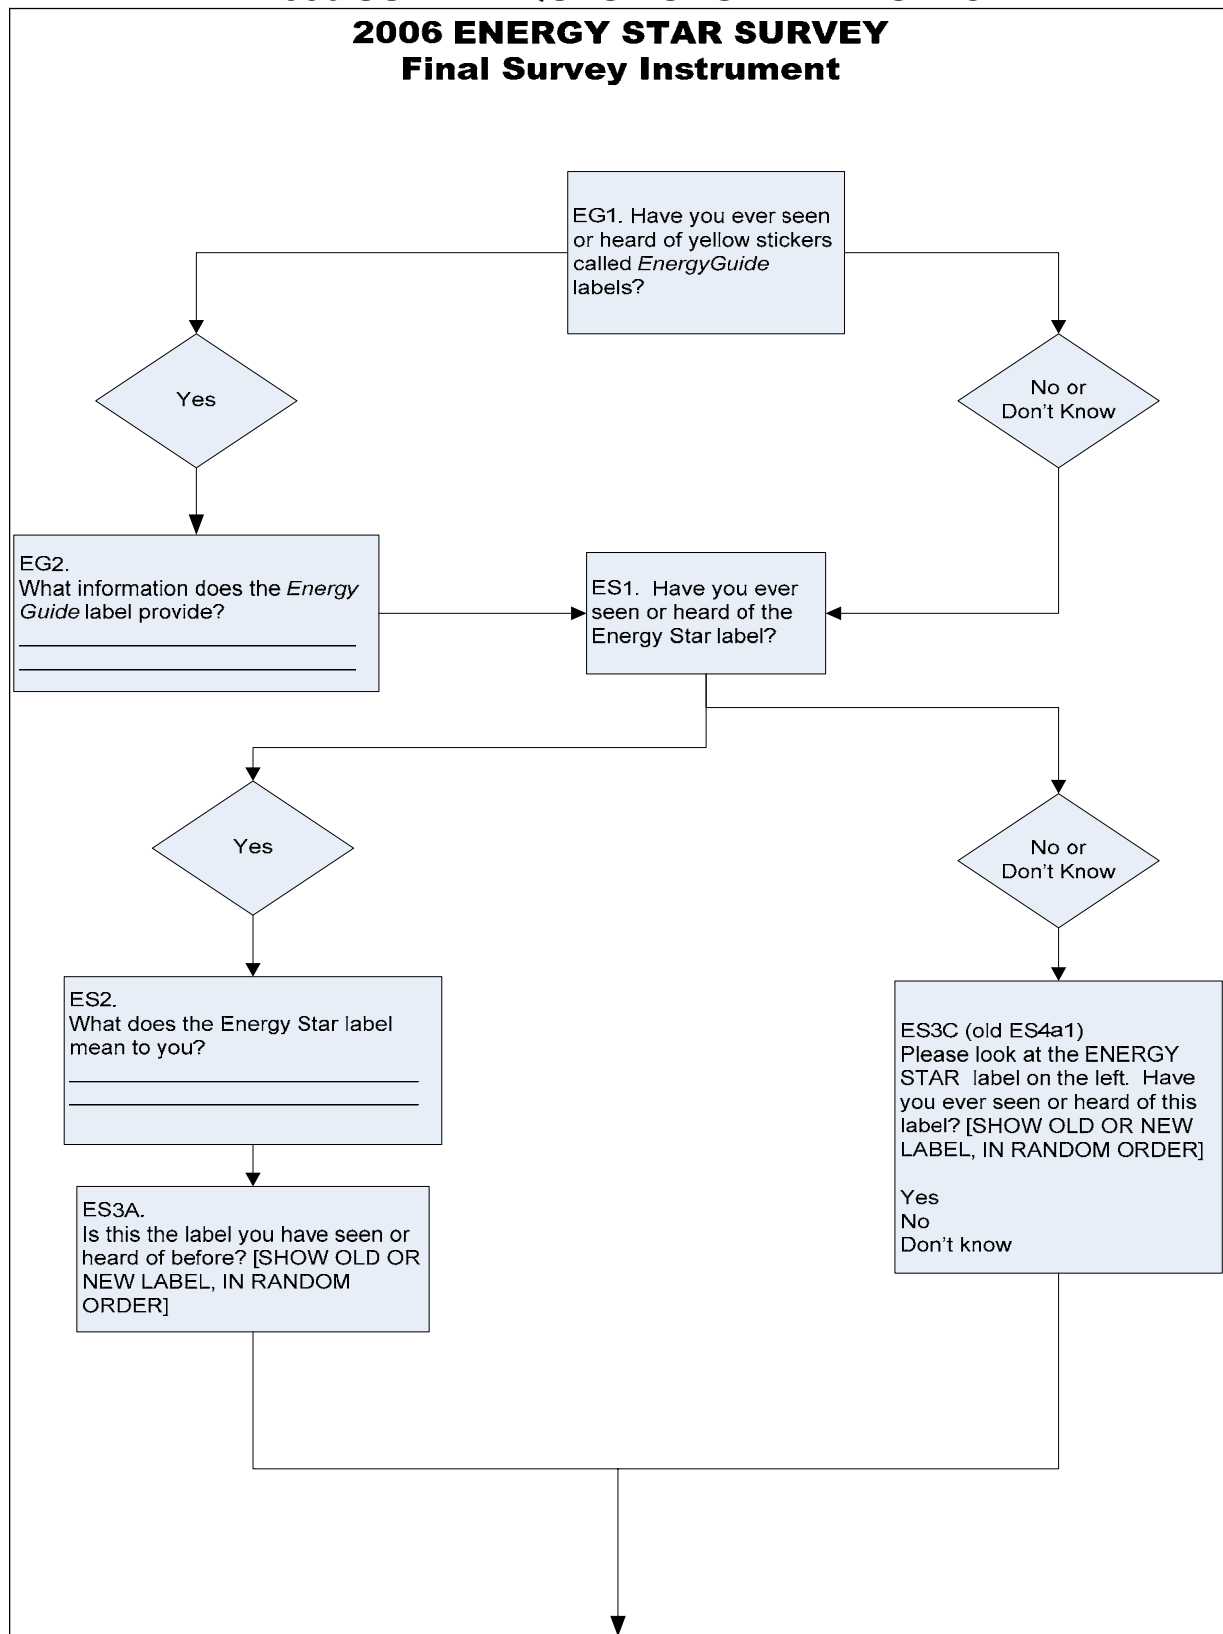 2006 ENERGY STAR SURVEY
Final Survey Instrument
EG1. Have you ever seen
or heard of yellow stickers
called EnergyGuide
labels?
Yes
No or
Don't Know
EG2.
What information does the Energy
Guide label provide?
ES1. Have you ever
seen or heard of the
Energy Star label?
Yes
No or
Don't Know
ES2.
What does the Energy Star label
mean to you?
ES3A.
Is this the label you have seen or
heard of before? [SHOW OLD OR
NEW LABEL, IN RANDOM
ORDER]
ES3C (old ES4a1)
Please look at the ENERGY
STAR label on the left. Have
you ever seen or heard of this
label? [SHOW OLD OR NEW
LABEL, IN RANDOM ORDER]
Yes
No
Don't know